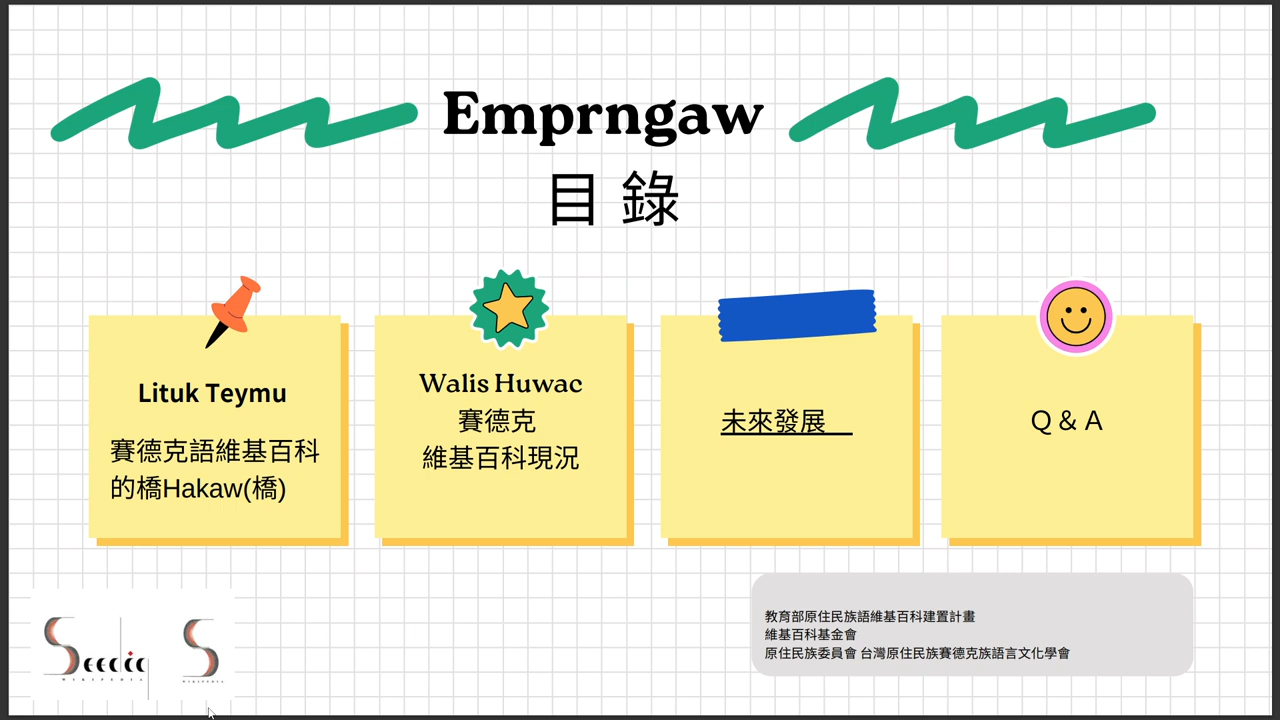 Emprngaw
目 錄
Lituk Teymu
賽德克語維基百科
的橋Hakaw(橋)
Walis Huwac
賽德克
維基百科現況
未來發展
Q & A
Seediq
WIKIPEDIA
S
WIKIPEDIA
教育部原住民族語維基百科建置計畫
維基百科基金會
原住民族委員會 台灣原住民族賽德克族語言文化學會